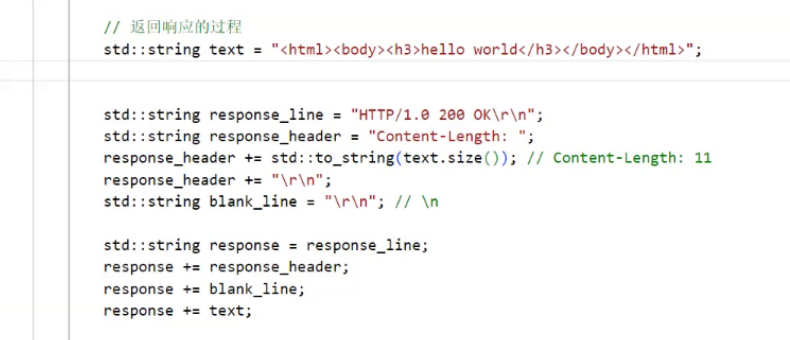 // 返回响应的过程
std::string text = "<html><body><h3>hello world</h3></body></html>";
std::string response_line = "HTTP/1.0 200 OK\r\n";
std::string response_header = "Content-Length: ";
response_header += std::to_string(text.size()); // Content-Length: 11
response_header += "\r\n";
std::string blank_line = "\r\n"; // \n
std::string response = response_line;
response += response_header;
response += blank_line;
response += text;